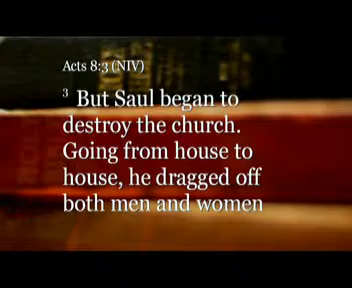 Acts 8:3 (NIV)
3 But Saul began to
destroy the church.
Going from house to
house, he dragged off
both men and women